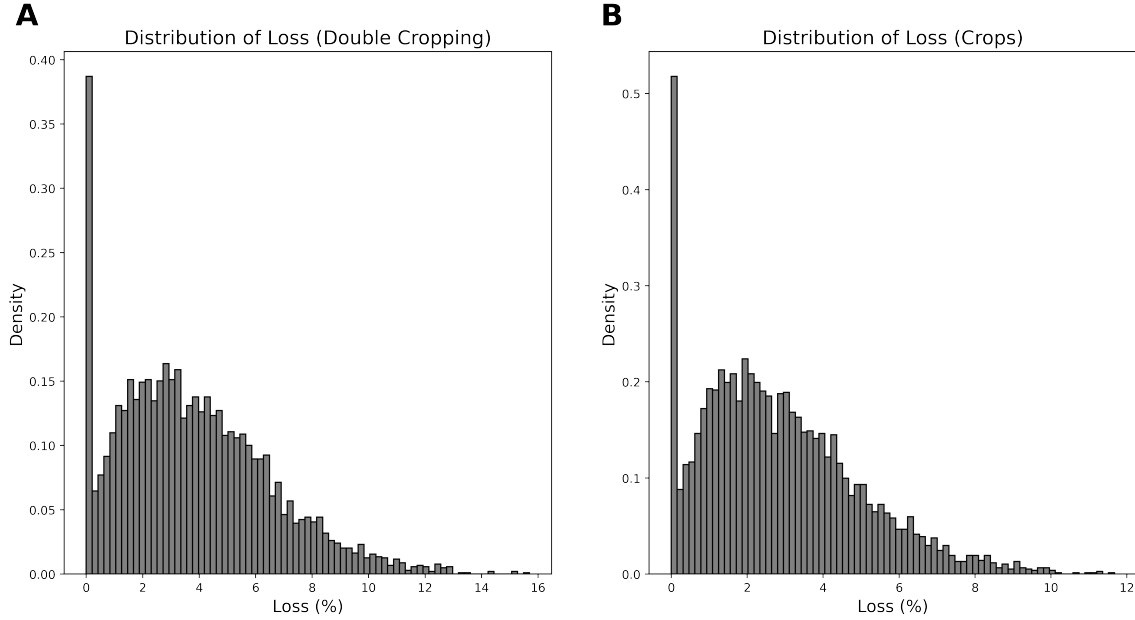 A
Distribution of Loss (Double Cropping)
0.40
0.35
0.30
0.25
0.20
0.15
0.10
0.05
0.00
Density
0 2 4 6 8 10 12 14 16
Loss (%)
B
Distribution of Loss (Crops)
0.5
0.4
0.3
0.2
0.1
0.0
Density
0 2 4 6 8 10 12
Loss (%)